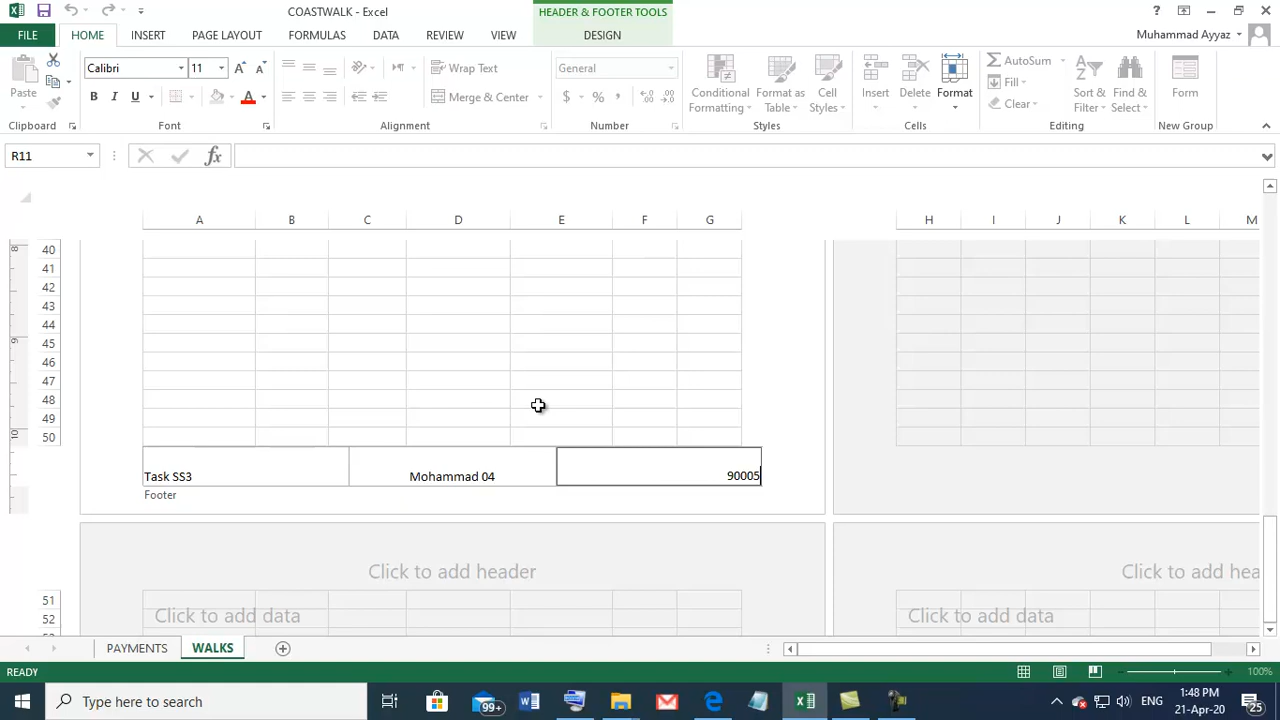 COASTWALK - Excel
HEADER & FOOTER TOOLS
?
FILE HOME INSERT PAGE LAYOUT FORMULAS DATA REVIEW VIEW DESIGN
Muhammad Ayyaz
Paste
Calibri 11
B I U A
Wrap Text
Merge & Center
General
$ % ,
Conditional Formatting
Format as Table
Cell Styles
Insert Delete Format
AutoSum
Fill
Clear
Sort & Filter
Find & Select
Form
Clipboard Font Alignment Number Styles Cells Editing New Group
R11 fx
A B C D E F G H I J K L M
40
41
42
43
44
45
46
47
48
49
50
8
9
10
Task SS3 Mohammad 04 90005
Footer
Click to add header
Click to add hea
51
52
Click to add data
Click to add data
PAYMENTS WALKS
READY 100%
Type here to search
99+
ENG
1:48 PM
21-Apr-20
25